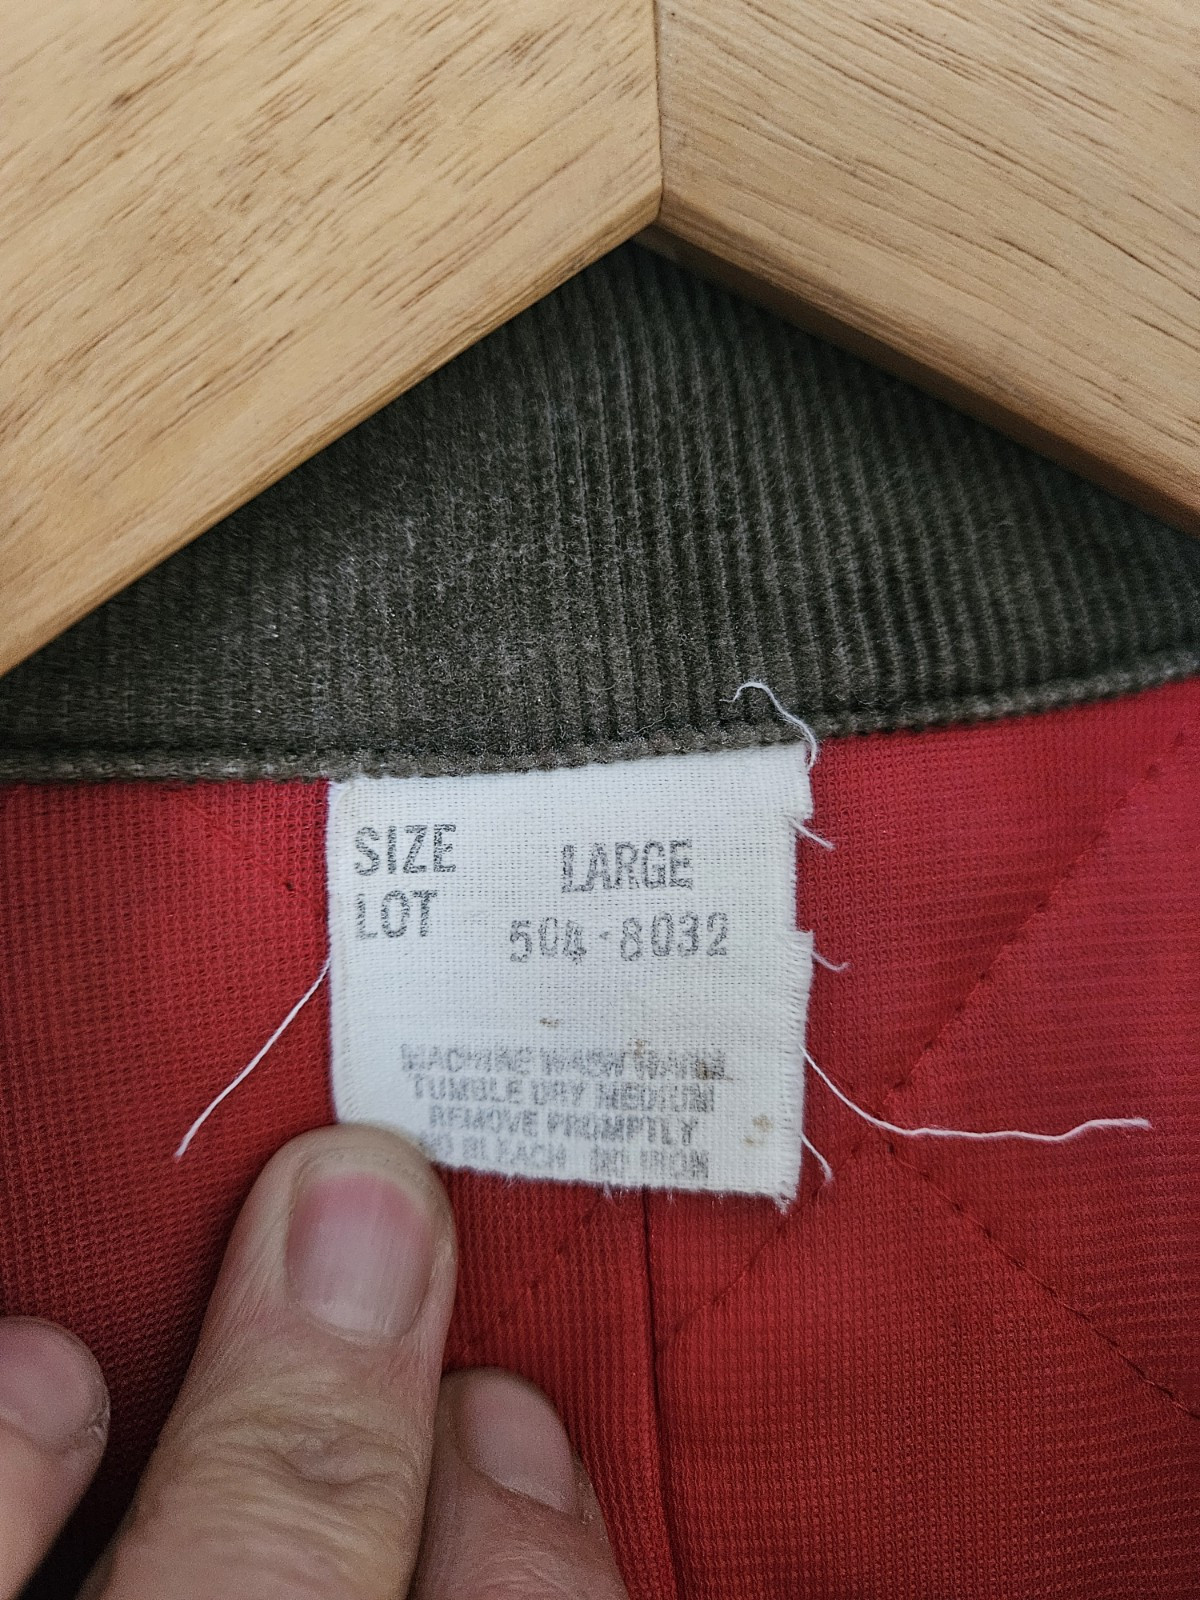 SIZE LARGE
LOT 504-8032
MACHINE WASH WARM
TUMBLE DRY MEDIUM
REMOVE PROMPTLY
NO BLEACH NO IRON